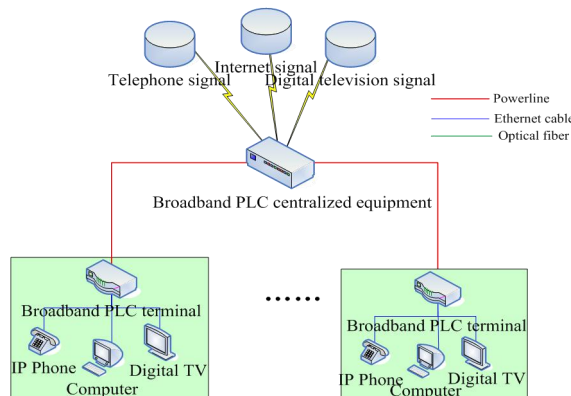 Internet signal
Telephone signal
Digital television signal
Powerline
Ethernet cable
Optical fiber
Broadband PLC centralized equipment
Broadband PLC terminal
IP Phone
Computer
Digital TV
......
Broadband PLC terminal
IP Phone
Computer
Digital TV